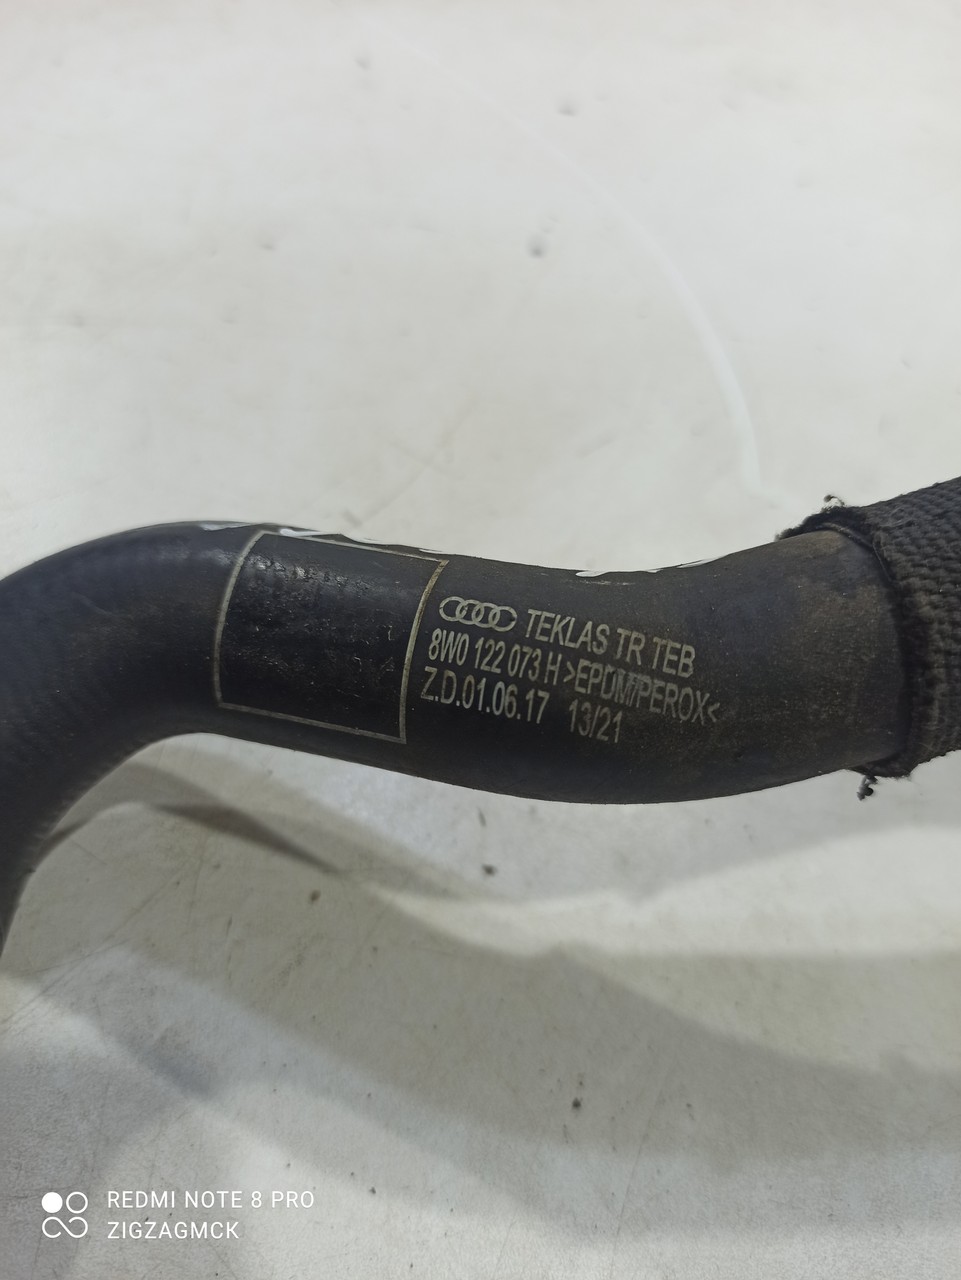 TEKLAS TR TEB
8W0 122 073 H >EPDM/PEROX<
Z.D.01.06.17 13/21
REDMI NOTE 8 PRO
ZIGZAGMCK